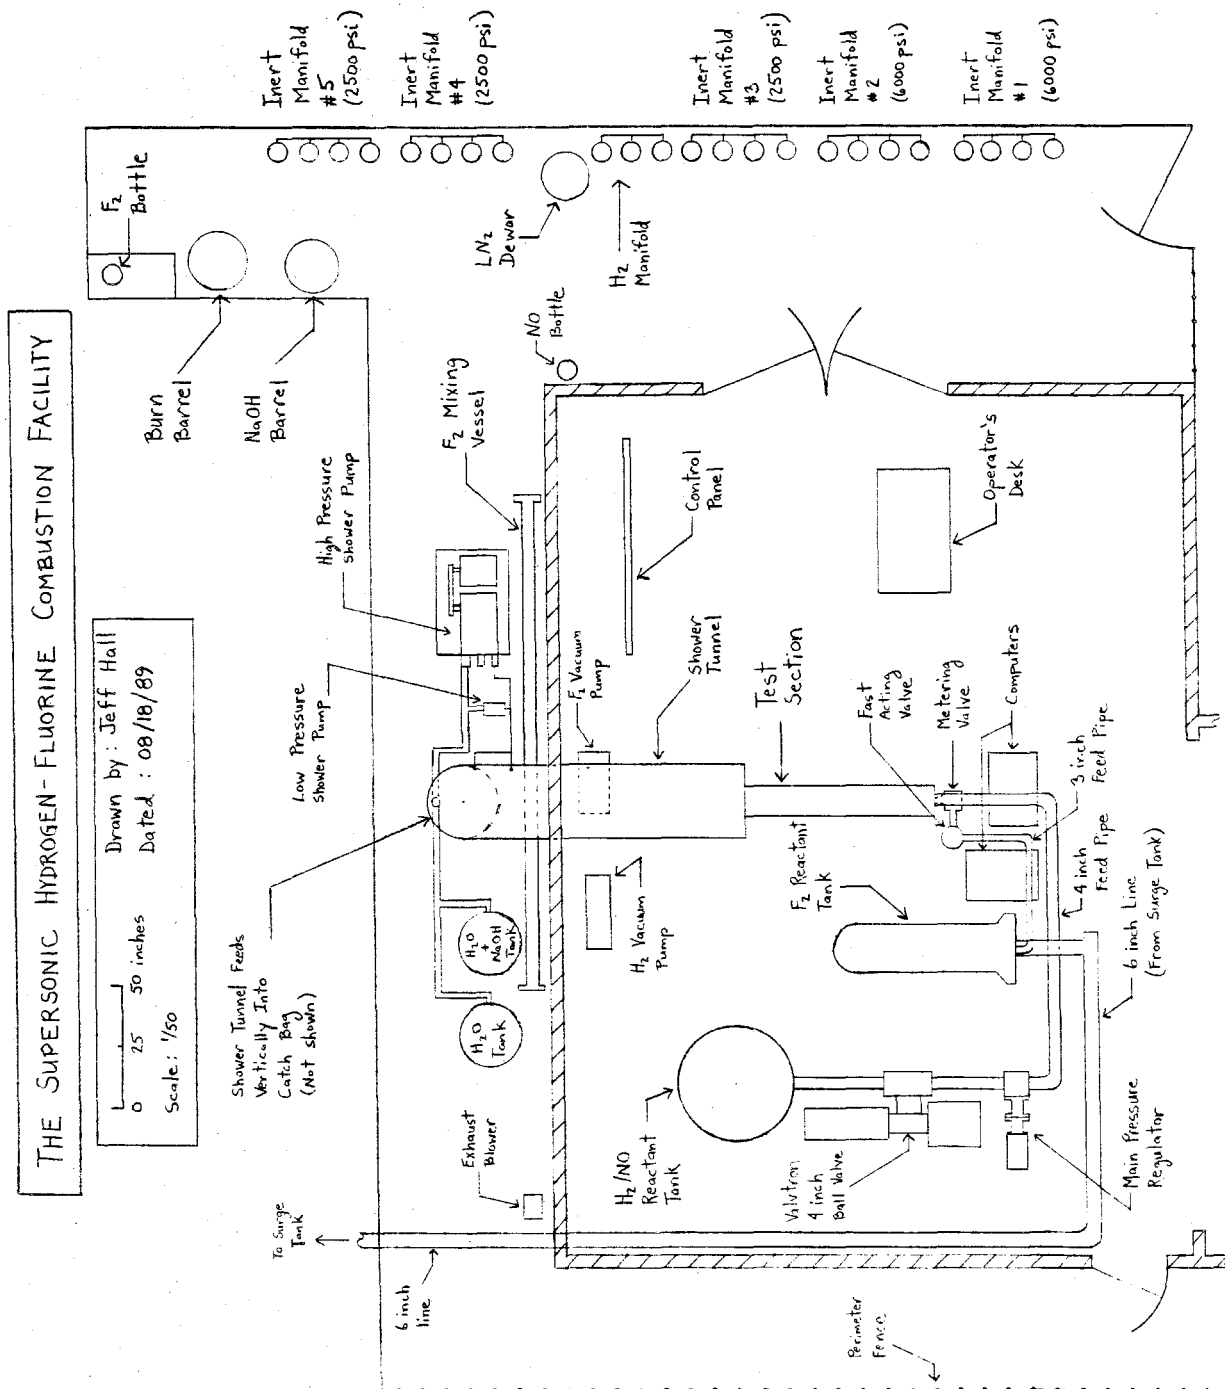 THE SUPERSONIC HYDROGEN-FLUORINE COMBUSTION FACILITY
0 25 50 inches
Scale: 1/50
Drawn by: Jeff Hall
Dated: 08/18/89
To Surge
Tank
6 inch
line
Exhaust
Blower
Shower Tunnel Feeds
Vertically Into
Catch Bag
(Not shown)
Low Pressure
Shower Pump
High Pressure
Shower Pump
Burn
Barrel
NaOH
Barrel
F2
Bottle
H2O
Tank
H2O
+
NaOH
Tank
F2 Mixing
Vessel
NO
Bottle
LN2
Dewar
H2
Manifold
Inert
Manifold
#5
(2500 psi)
Inert
Manifold
#4
(2500 psi)
Inert
Manifold
#3
(2500 psi)
Inert
Manifold
#2
(6000 psi)
Inert
Manifold
#1
(6000 psi)
H2 Vacuum
Pump
F2 Vacuum
Pump
Shower
Tunnel
Control
Panel
H2/NO
Reactant
Tank
F2 Reactant
Tank
Test
Section
Valvtron
4 inch
Ball Valve
Fast
Acting
Valve
Metering
Valve
Computers
Operator's
Desk
Main Pressure
Regulator
6 inch Line
(From Surge Tank)
4 inch
Feed Pipe
3 inch
Feed Pipe
Perimeter
Fence